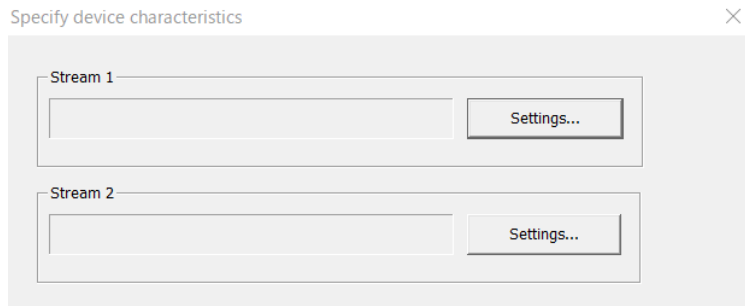 Specify device characteristics
Stream 1
Settings...
Stream 2
Settings...